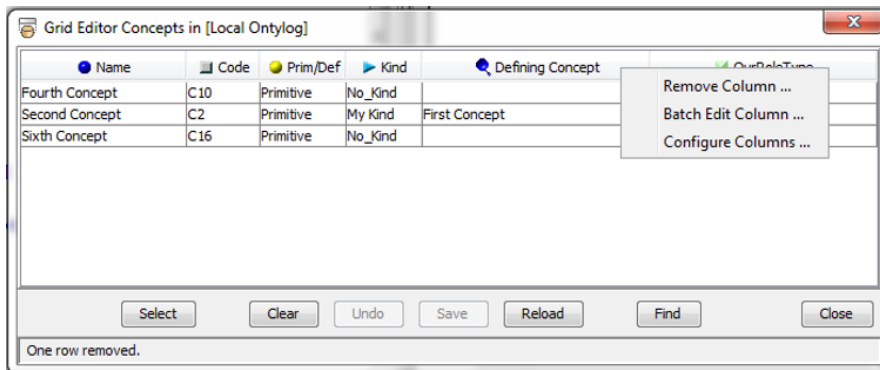 Grid Editor Concepts in [Local Ontylog]
Name Code Prim/Def Kind Defining Concept OurRoleType
Fourth Concept C10 Primitive No_Kind
Second Concept C2 Primitive My Kind First Concept
Sixth Concept C16 Primitive No_Kind
Remove Column ...
Batch Edit Column ...
Configure Columns ...
Select Clear Undo Save Reload Find Close
One row removed.